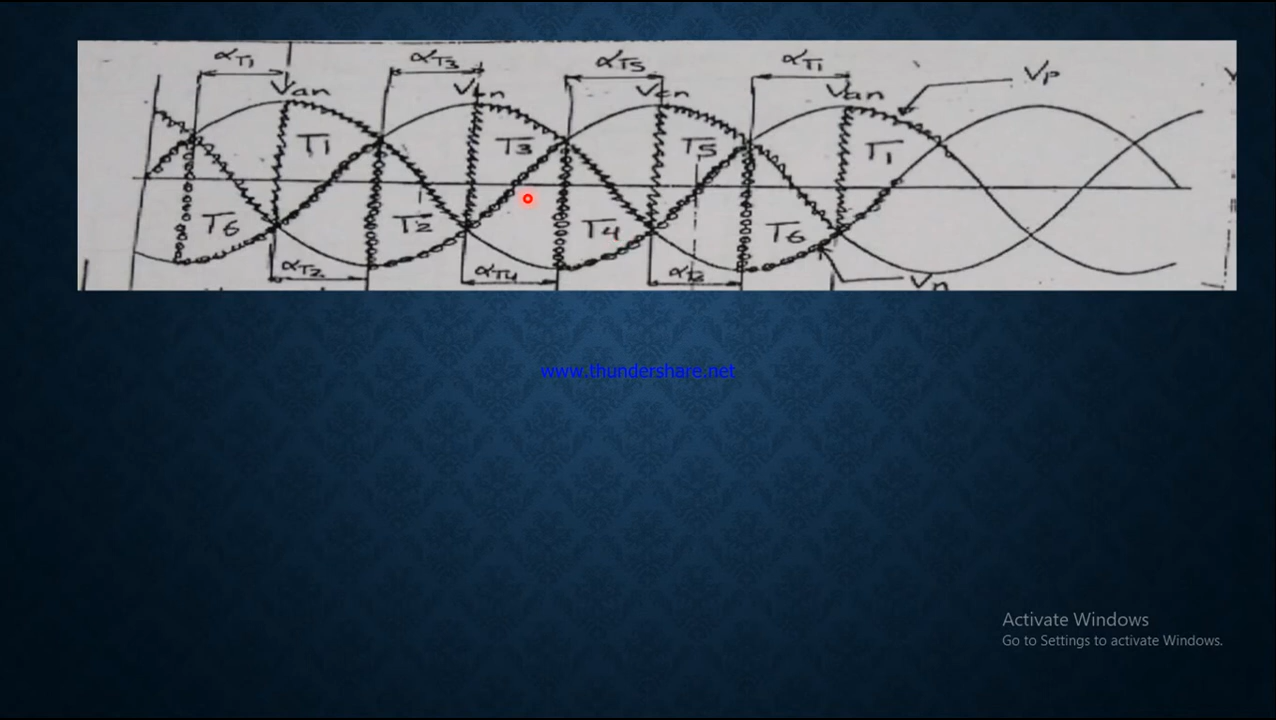 αT1 αT3 αT5 αT1 Vp
Van Vcn Van
T1 T3 T5 T1
T6 T2 T4 T6
αT2 αT4 Vn
www.thundershare.net
Activate Windows
Go to Settings to activate Windows.